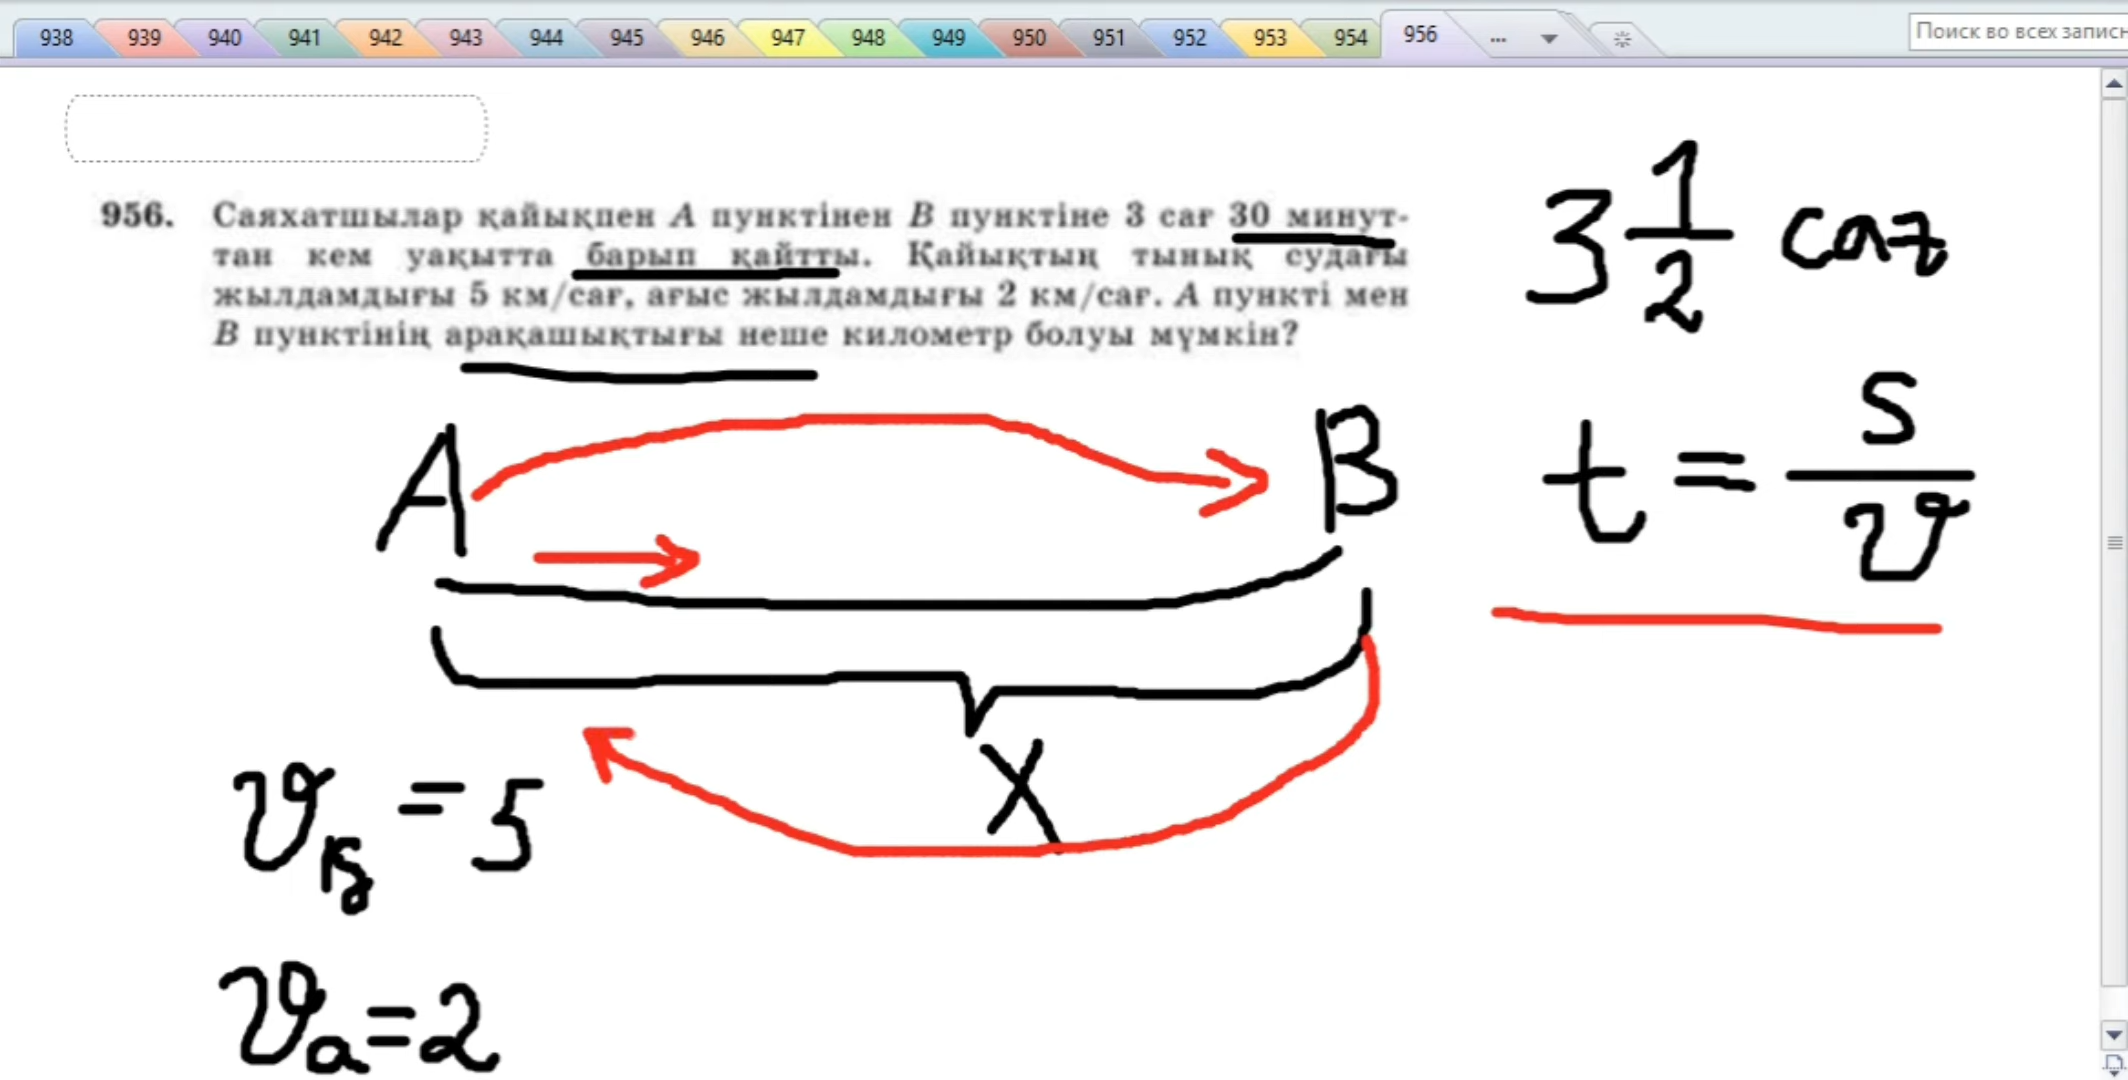 938 939 940 941 942 943 944 945 946 947 948 949 950 951 952 953 954 956 ...
Поиск во всех запис
956. Саяхатшылар қайықпен A пунктінен B пунктіне 3 сағ 30 минут-
тан кем уақытта барып қайтты. Қайықтың тынық судағы
жылдамдығы 5 км/сағ, ағыс жылдамдығы 2 км/сағ. A пункті мен
B пунктінің арақашықтығы неше километр болуы мүмкін?
3 1/2 сағ
A B
t = s/v
x
v қ = 5
v а = 2